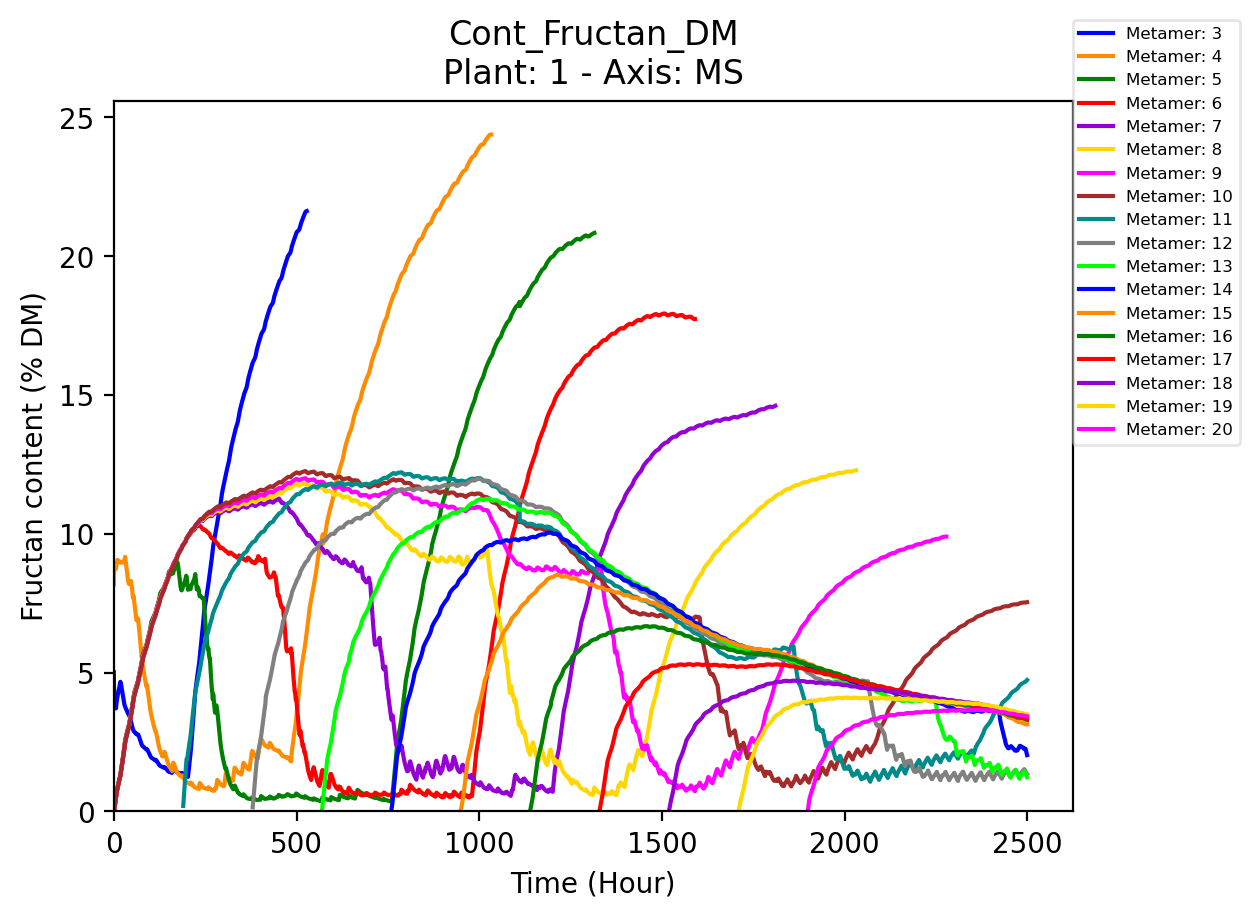 Cont_Fructan_DM
Plant: 1 - Axis: MS
Metamer: 3
Metamer: 4
Metamer: 5
Metamer: 6
Metamer: 7
Metamer: 8
Metamer: 9
Metamer: 10
Metamer: 11
Metamer: 12
Metamer: 13
Metamer: 14
Metamer: 15
Metamer: 16
Metamer: 17
Metamer: 18
Metamer: 19
Metamer: 20
Fructan content (% DM)
25
20
15
10
5
0
0 500 1000 1500 2000 2500
Time (Hour)